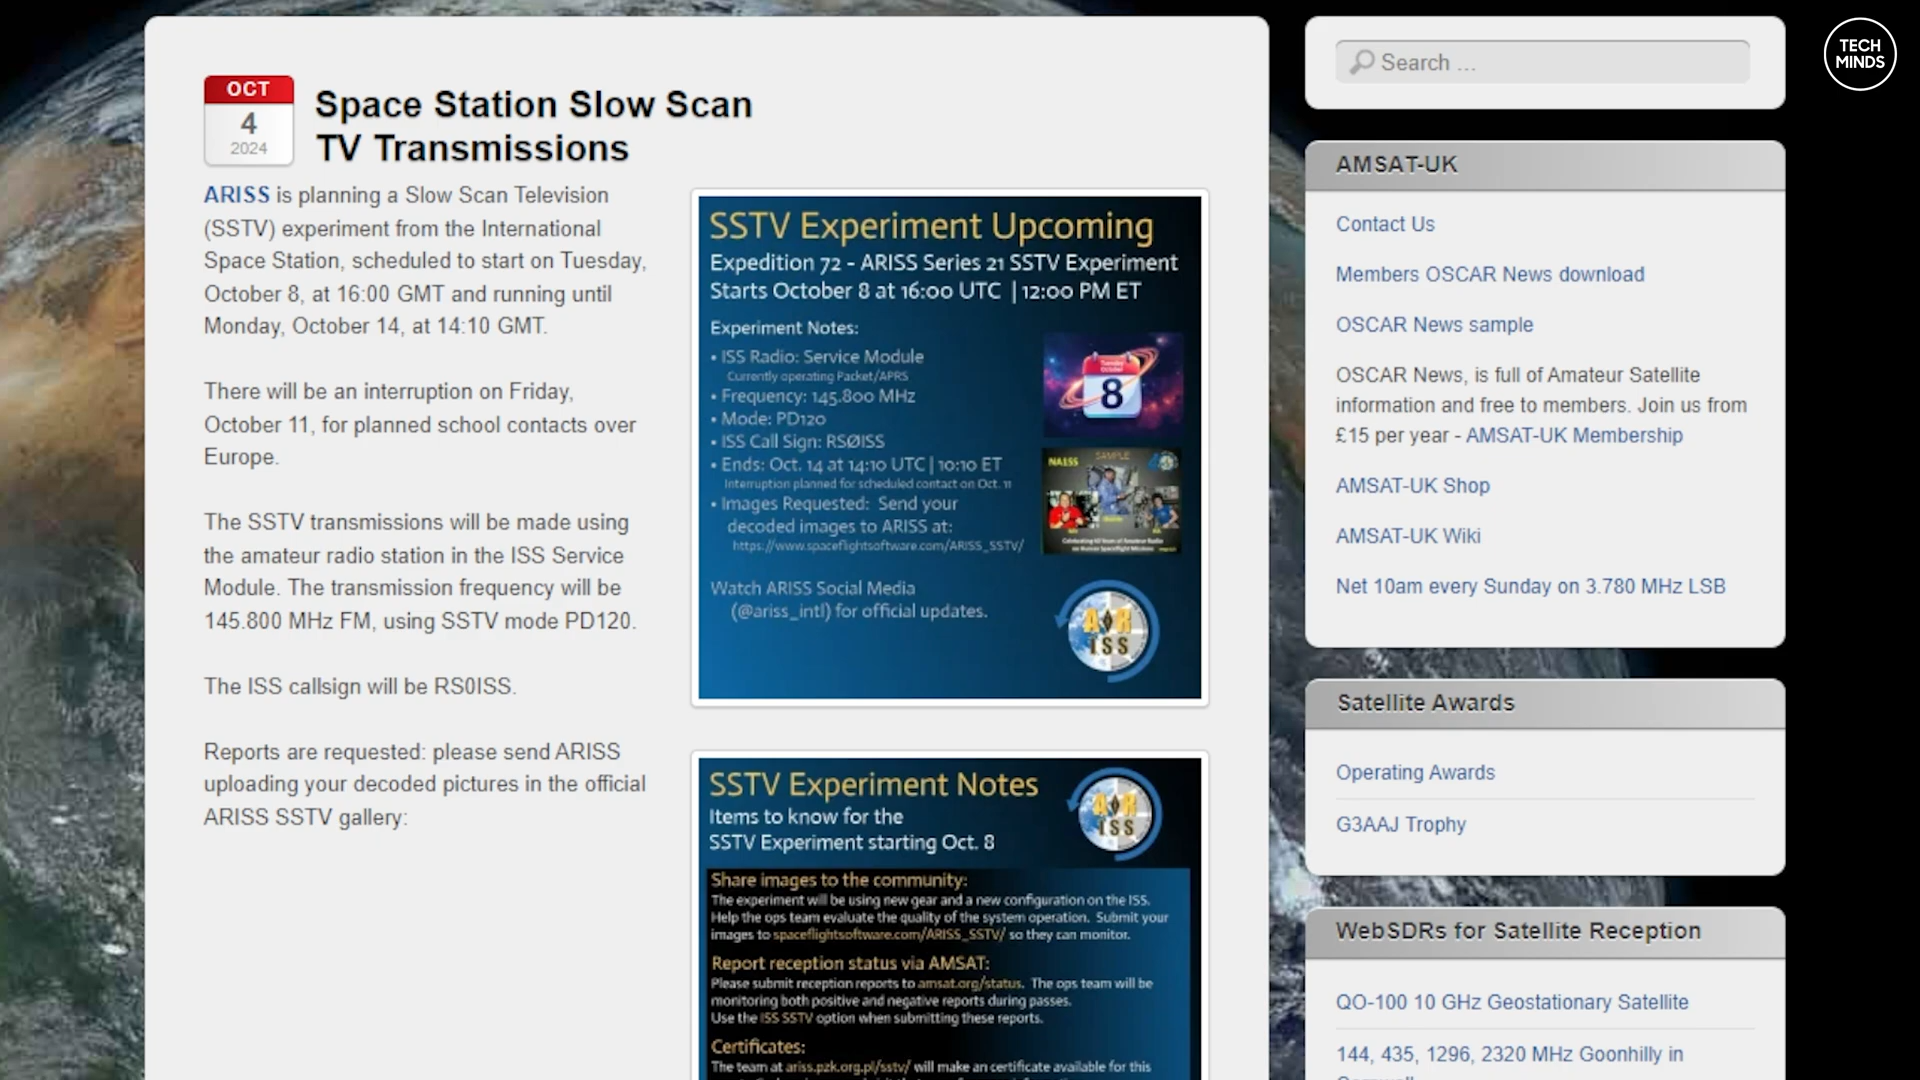 OCT
4
2024
Space Station Slow Scan
TV Transmissions
ARISS is planning a Slow Scan Television
(SSTV) experiment from the International
Space Station, scheduled to start on Tuesday,
October 8, at 16:00 GMT and running until
Monday, October 14, at 14:10 GMT.
There will be an interruption on Friday,
October 11, for planned school contacts over
Europe.
The SSTV transmissions will be made using
the amateur radio station in the ISS Service
Module. The transmission frequency will be
145.800 MHz FM, using SSTV mode PD120.
The ISS callsign will be RS0ISS.
Reports are requested: please send ARISS
uploading your decoded pictures in the official
ARISS SSTV gallery:
SSTV Experiment Upcoming
Expedition 72 - ARISS Series 21 SSTV Experiment
Starts October 8 at 16:00 UTC | 12:00 PM ET
Experiment Notes:
• ISS Radio: Service Module
Currently operating Packet/APRS
• Frequency: 145.800 MHz
• Mode: PD120
• ISS Call Sign: RSØISS
• Ends: Oct. 14 at 14:10 UTC | 10:10 ET
Interruption planned for scheduled contact on Oct. 11
• Images Requested: Send your
decoded images to ARISS at:
https://www.spaceflightsoftware.com/ARISS_SSTV/
Watch ARISS Social Media
(@ariss_intl) for official updates.
Tuesday
October
8
NA1SS
SAMPLE
Celebrating 40 Years of Amateur Radio
on Human Spaceflight Missions
ARISS
SSTV Experiment Notes
Items to know for the
SSTV Experiment starting Oct. 8
ARISS
Share images to the community:
The experiment will be using new gear and a new configuration on the ISS.
Help the ops team evaluate the quality of the system operation. Submit your
images to spaceflightsoftware.com/ARISS_SSTV/ so they can monitor.
Report reception status via AMSAT:
Please submit reception reports to amsat.org/status. The ops team will be
monitoring both positive and negative reports during passes.
Use the ISS SSTV option when submitting these reports.
Certificates:
The team at ariss.pzk.org.pl/sstv/ will make an certificate available for this
Search ...
AMSAT-UK
Contact Us
Members OSCAR News download
OSCAR News sample
OSCAR News, is full of Amateur Satellite
information and free to members. Join us from
£15 per year - AMSAT-UK Membership
AMSAT-UK Shop
AMSAT-UK Wiki
Net 10am every Sunday on 3.780 MHz LSB
Satellite Awards
Operating Awards
G3AAJ Trophy
WebSDRs for Satellite Reception
QO-100 10 GHz Geostationary Satellite
144, 435, 1296, 2320 MHz Goonhilly in
TECH
MINDS